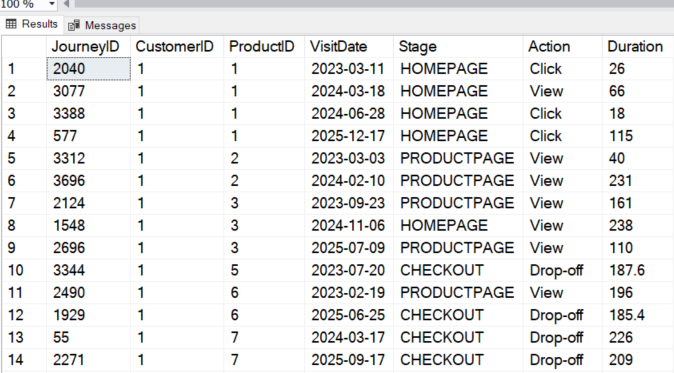 100 %
Results Messages
JourneyID CustomerID ProductID VisitDate Stage Action Duration
1 2040 1 1 2023-03-11 HOMEPAGE Click 26
2 3077 1 1 2024-03-18 HOMEPAGE View 66
3 3388 1 1 2024-06-28 HOMEPAGE Click 18
4 577 1 1 2025-12-17 HOMEPAGE Click 115
5 3312 1 2 2023-03-03 PRODUCTPAGE View 40
6 3696 1 2 2024-02-10 PRODUCTPAGE View 231
7 2124 1 3 2023-09-23 PRODUCTPAGE View 161
8 1548 1 3 2024-11-06 HOMEPAGE View 238
9 2696 1 3 2025-07-09 PRODUCTPAGE View 110
10 3344 1 5 2023-07-20 CHECKOUT Drop-off 187.6
11 2490 1 6 2023-02-19 PRODUCTPAGE View 196
12 1929 1 6 2025-06-25 CHECKOUT Drop-off 185.4
13 55 1 7 2024-03-17 CHECKOUT Drop-off 226
14 2271 1 7 2025-09-17 CHECKOUT Drop-off 209